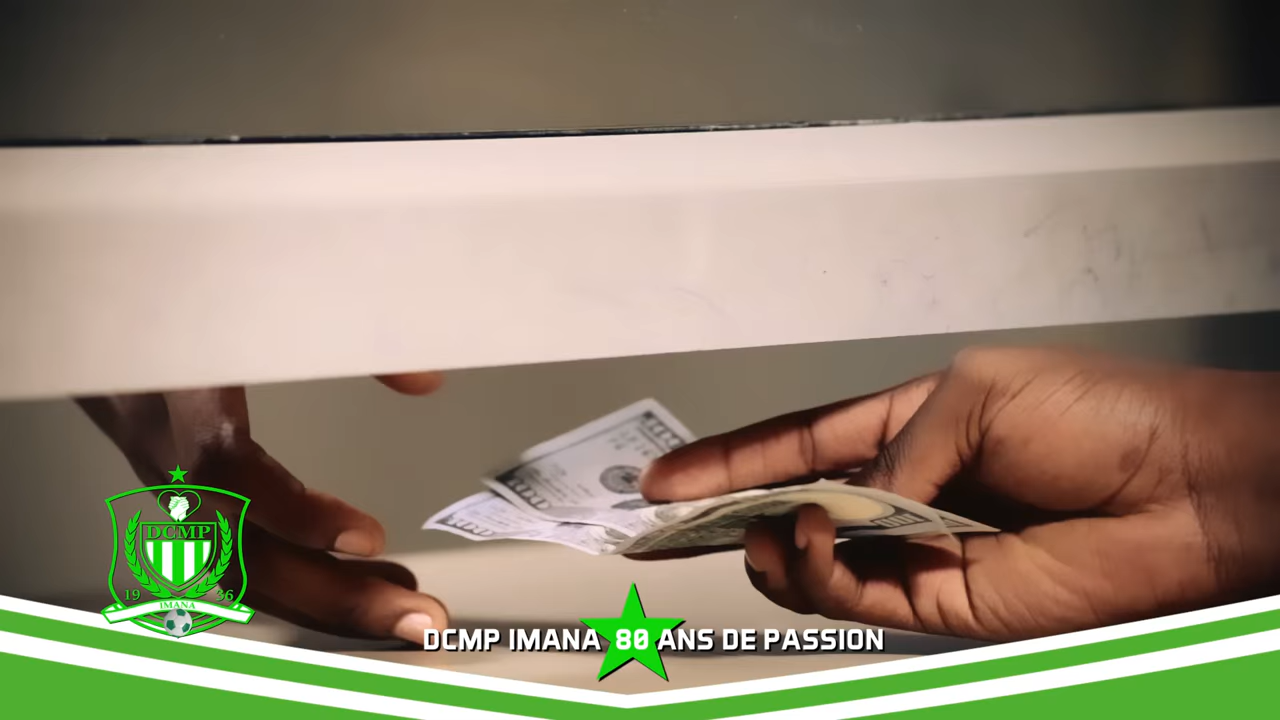 DCMP
19 36
IMANA
DCMP IMANA 80 ANS DE PASSION